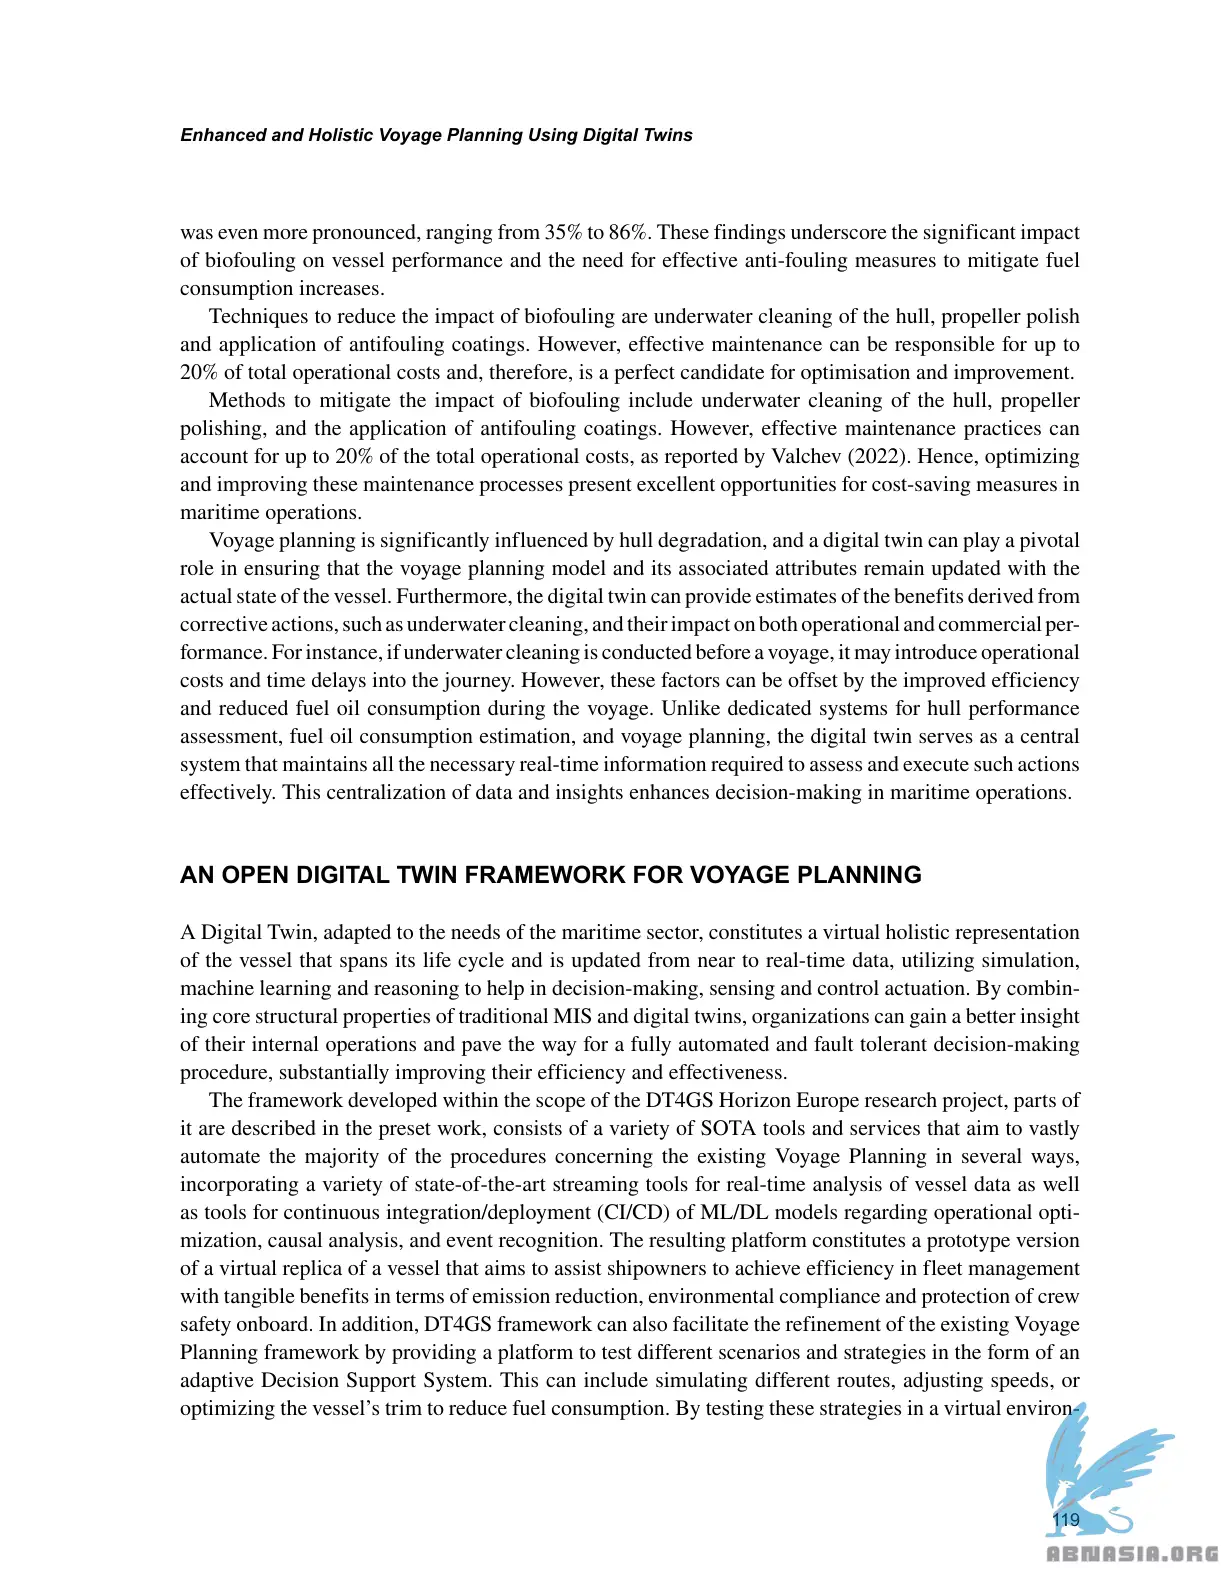 Enhanced and Holistic Voyage Planning Using Digital Twins
was even more pronounced, ranging from 35% to 86%. These findings underscore the significant impact
of biofouling on vessel performance and the need for effective anti-fouling measures to mitigate fuel
consumption increases.
Techniques to reduce the impact of biofouling are underwater cleaning of the hull, propeller polish
and application of antifouling coatings. However, effective maintenance can be responsible for up to
20% of total operational costs and, therefore, is a perfect candidate for optimisation and improvement.
Methods to mitigate the impact of biofouling include underwater cleaning of the hull, propeller
polishing, and the application of antifouling coatings. However, effective maintenance practices can
account for up to 20% of the total operational costs, as reported by Valchev (2022). Hence, optimizing
and improving these maintenance processes present excellent opportunities for cost-saving measures in
maritime operations.
Voyage planning is significantly influenced by hull degradation, and a digital twin can play a pivotal
role in ensuring that the voyage planning model and its associated attributes remain updated with the
actual state of the vessel. Furthermore, the digital twin can provide estimates of the benefits derived from
corrective actions, such as underwater cleaning, and their impact on both operational and commercial per-
formance. For instance, if underwater cleaning is conducted before a voyage, it may introduce operational
costs and time delays into the journey. However, these factors can be offset by the improved efficiency
and reduced fuel oil consumption during the voyage. Unlike dedicated systems for hull performance
assessment, fuel oil consumption estimation, and voyage planning, the digital twin serves as a central
system that maintains all the necessary real-time information required to assess and execute such actions
effectively. This centralization of data and insights enhances decision-making in maritime operations.
AN OPEN DIGITAL TWIN FRAMEWORK FOR VOYAGE PLANNING
A Digital Twin, adapted to the needs of the maritime sector, constitutes a virtual holistic representation
of the vessel that spans its life cycle and is updated from near to real-time data, utilizing simulation,
machine learning and reasoning to help in decision-making, sensing and control actuation. By combin-
ing core structural properties of traditional MIS and digital twins, organizations can gain a better insight
of their internal operations and pave the way for a fully automated and fault tolerant decision-making
procedure, substantially improving their efficiency and effectiveness.
The framework developed within the scope of the DT4GS Horizon Europe research project, parts of
it are described in the preset work, consists of a variety of SOTA tools and services that aim to vastly
automate the majority of the procedures concerning the existing Voyage Planning in several ways,
incorporating a variety of state-of-the-art streaming tools for real-time analysis of vessel data as well
as tools for continuous integration/deployment (CI/CD) of ML/DL models regarding operational opti-
mization, causal analysis, and event recognition. The resulting platform constitutes a prototype version
of a virtual replica of a vessel that aims to assist shipowners to achieve efficiency in fleet management
with tangible benefits in terms of emission reduction, environmental compliance and protection of crew
safety onboard. In addition, DT4GS framework can also facilitate the refinement of the existing Voyage
Planning framework by providing a platform to test different scenarios and strategies in the form of an
adaptive Decision Support System. This can include simulating different routes, adjusting speeds, or
optimizing the vessel's trim to reduce fuel consumption. By testing these strategies in a virtual environ-
119
ABNASIA.ORG